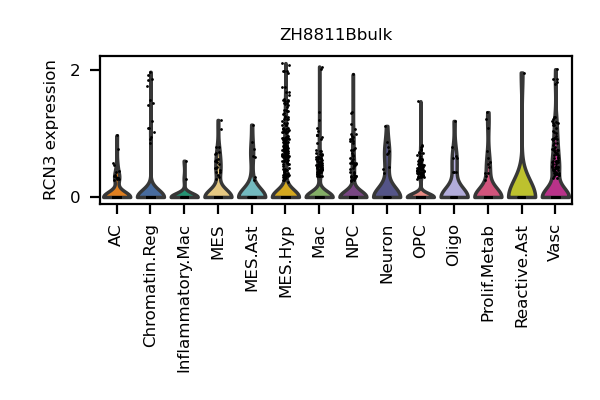 ZH8811Bbulk
RCN3 expression
2
0
AC
Chromatin.Reg
Inflammatory.Mac
MES
MES.Ast
MES.Hyp
Mac
NPC
Neuron
OPC
Oligo
Prolif.Metab
Reactive.Ast
Vasc